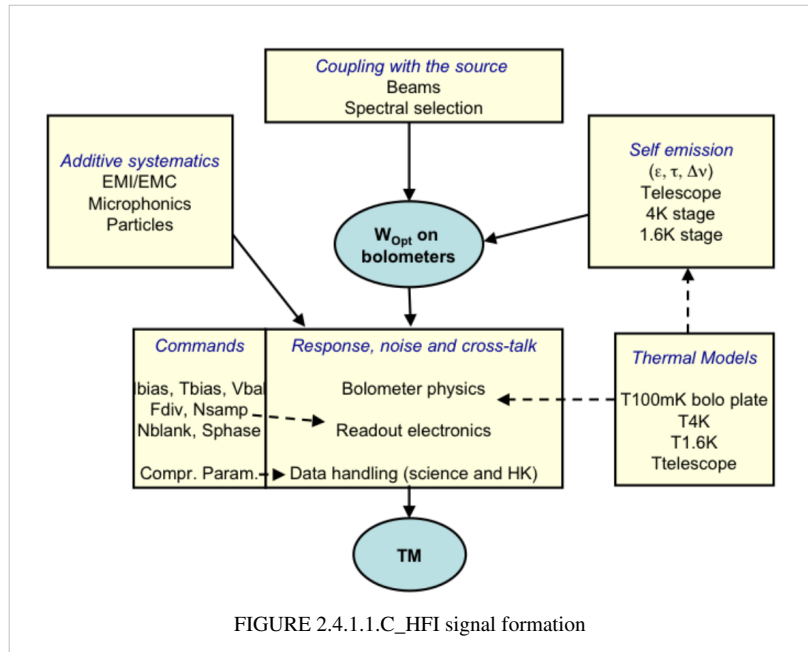 Coupling with the source
Beams
Spectral selection
Additive systematics
EMI/EMC
Microphonics
Particles
Self emission
(ε, τ, Δν)
Telescope
4K stage
1.6K stage
W_Opt on
bolometers
Commands
Ibias, Tbias, Vbal
Fdiv, Nsamp
Nblank, Sphase
Compr. Param.
Response, noise and cross-talk
Bolometer physics
Readout electronics
Data handling (science and HK)
Thermal Models
T100mK bolo plate
T4K
T1.6K
Ttelescope
TM
FIGURE 2.4.1.1.C_HFI signal formation